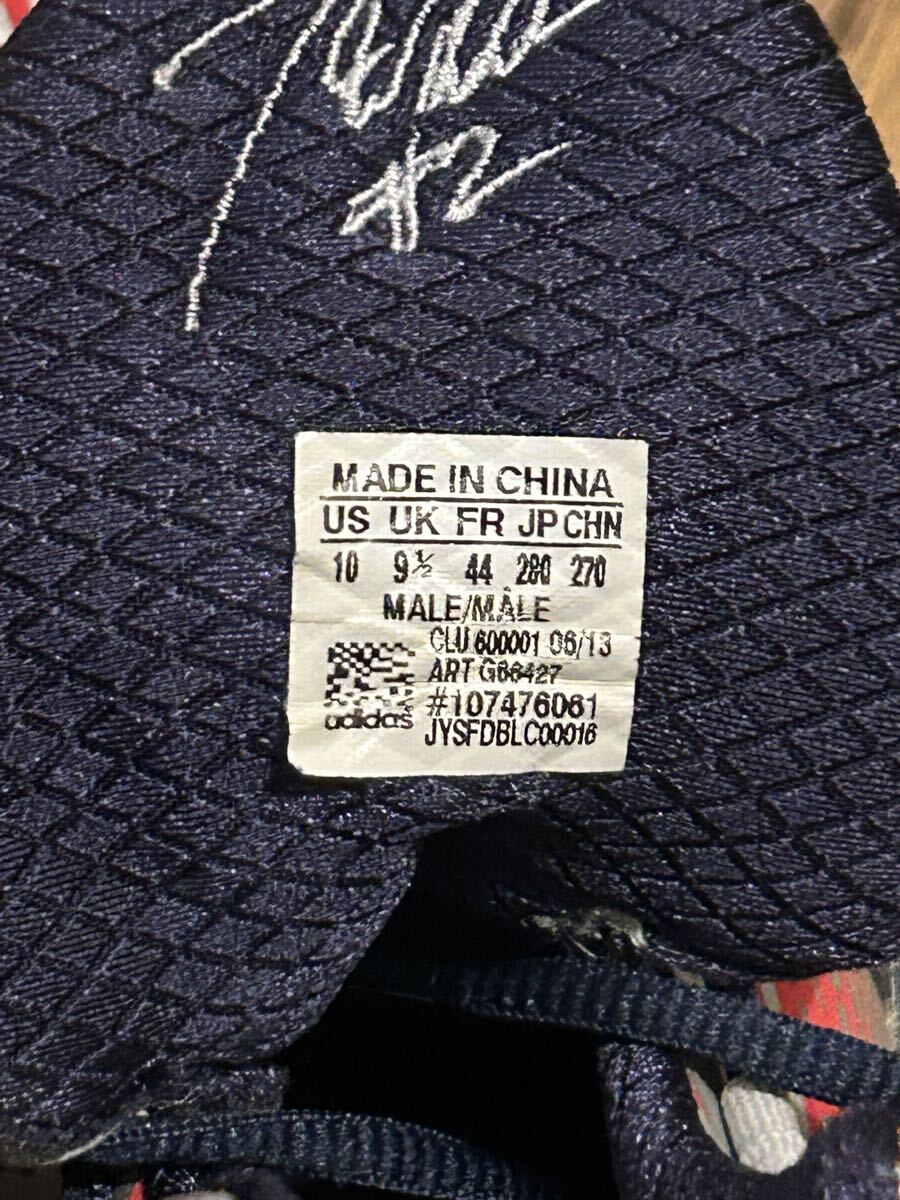 #2
MADE IN CHINA
US UK FR JP CHN
10 9½ 44 280 270
MALE/MÂLE
CLU 600001 06/13
ART G66427
#107476061
adidas
JYSFDBLC00016